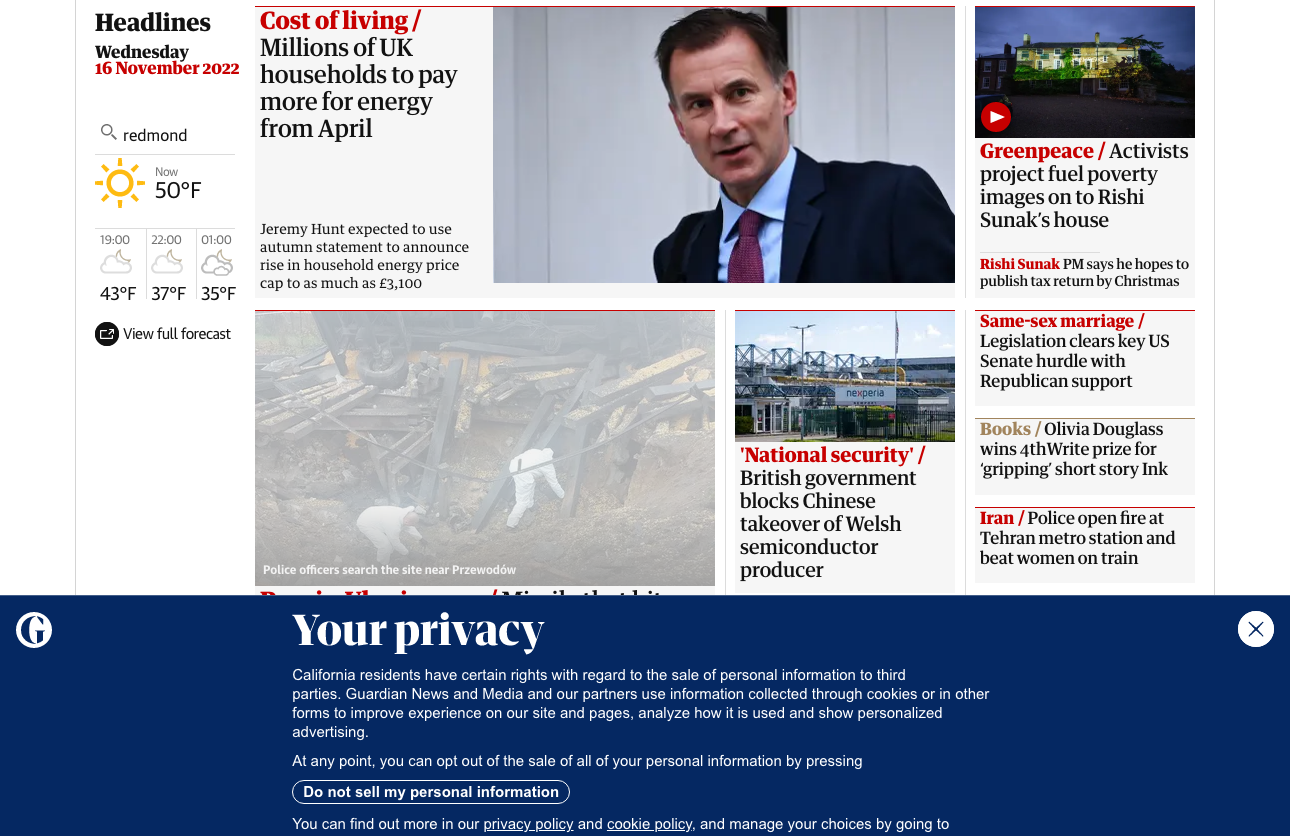 Headlines
Wednesday
16 November 2022
redmond
Now
50°F
19:00
22:00
01:00
43°F
37°F
35°F
View full forecast
Cost of living /
Millions of UK
households to pay
more for energy
from April
Jeremy Hunt expected to use
autumn statement to announce
rise in household energy price
cap to as much as £3,100
Greenpeace / Activists
project fuel poverty
images on to Rishi
Sunak's house
Rishi Sunak PM says he hopes to
publish tax return by Christmas
Police officers search the site near Przewodów
nexperia
'National security' /
British government
blocks Chinese
takeover of Welsh
semiconductor
producer
Same-sex marriage /
Legislation clears key US
Senate hurdle with
Republican support
Books / Olivia Douglass
wins 4thWrite prize for
‘gripping’ short story Ink
Iran / Police open fire at
Tehran metro station and
beat women on train
Your privacy
California residents have certain rights with regard to the sale of personal information to third
parties. Guardian News and Media and our partners use information collected through cookies or in other
forms to improve experience on our site and pages, analyze how it is used and show personalized
advertising.
At any point, you can opt out of the sale of all of your personal information by pressing
Do not sell my personal information
You can find out more in our privacy policy and cookie policy, and manage your choices by going to